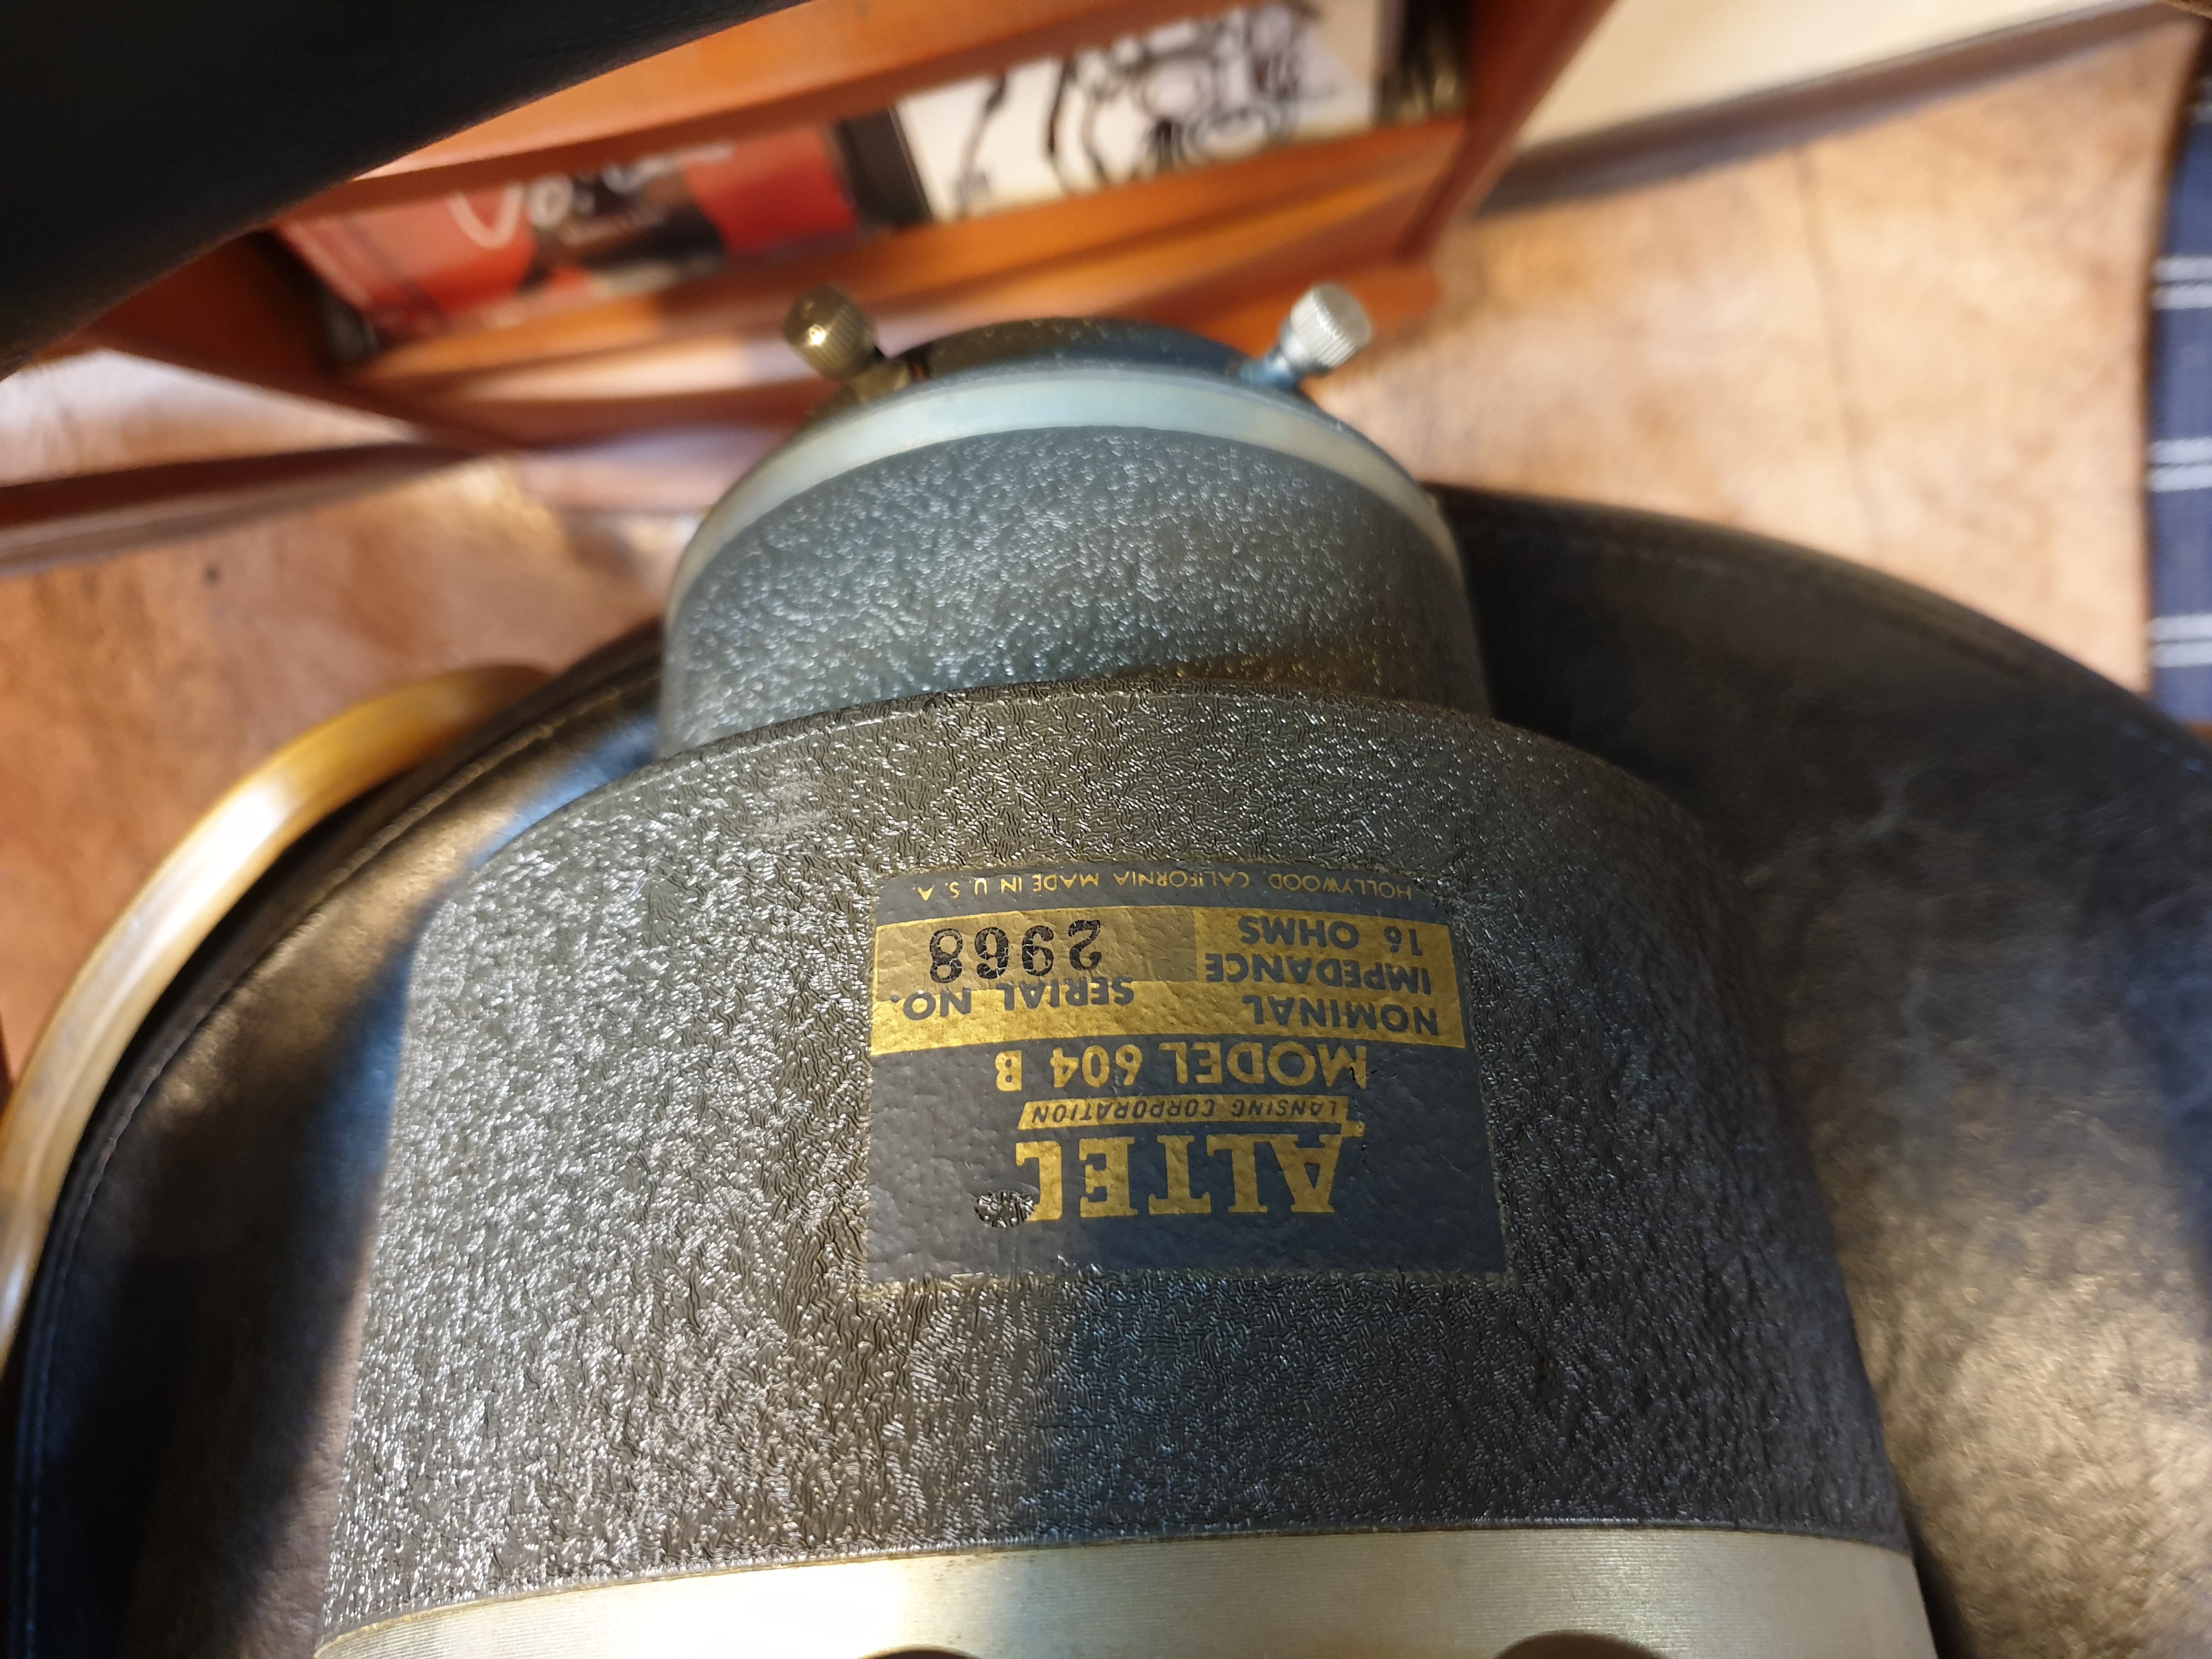 ALTEC
LANSING CORPORATION
MODEL 604 B
NOMINAL
IMPEDANCE
16 OHMS
SERIAL NO.
2968
HOLLYWOOD, CALIFORNIA MADE IN U. S. A.